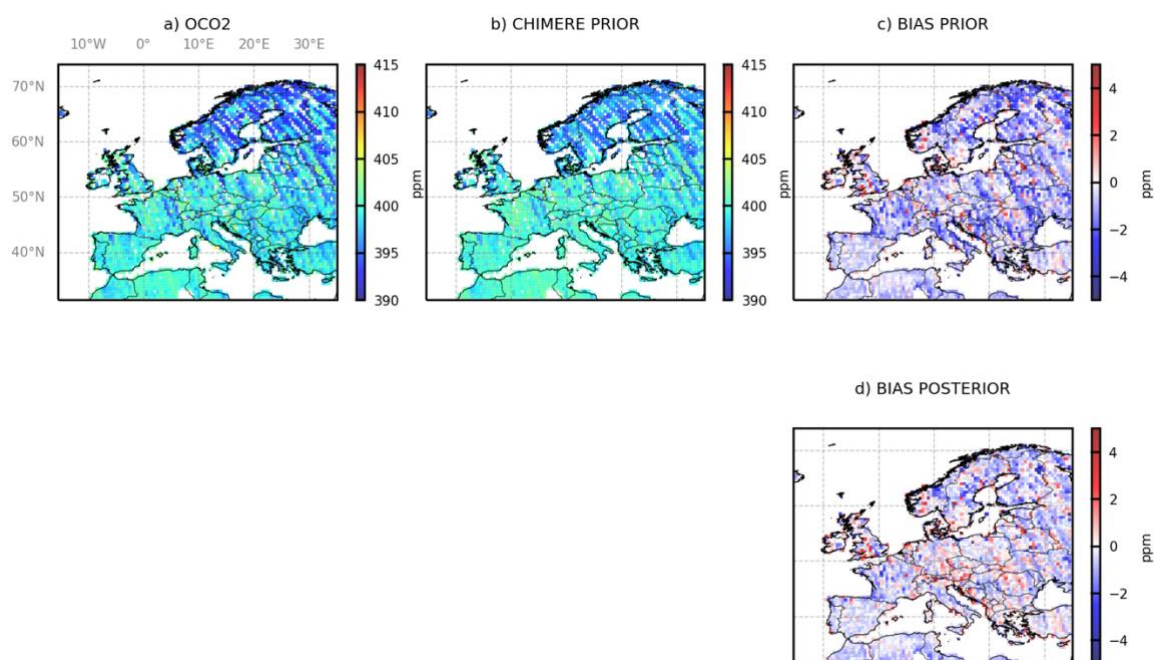 a) OCO2
b) CHIMERE PRIOR
c) BIAS PRIOR
10°W 0° 10°E 20°E 30°E
70°N
60°N
50°N
40°N
415
410
405
400
395
390
ppm
415
410
405
400
395
390
ppm
4
2
0
−2
−4
ppm
d) BIAS POSTERIOR
4
2
0
−2
−4
ppm